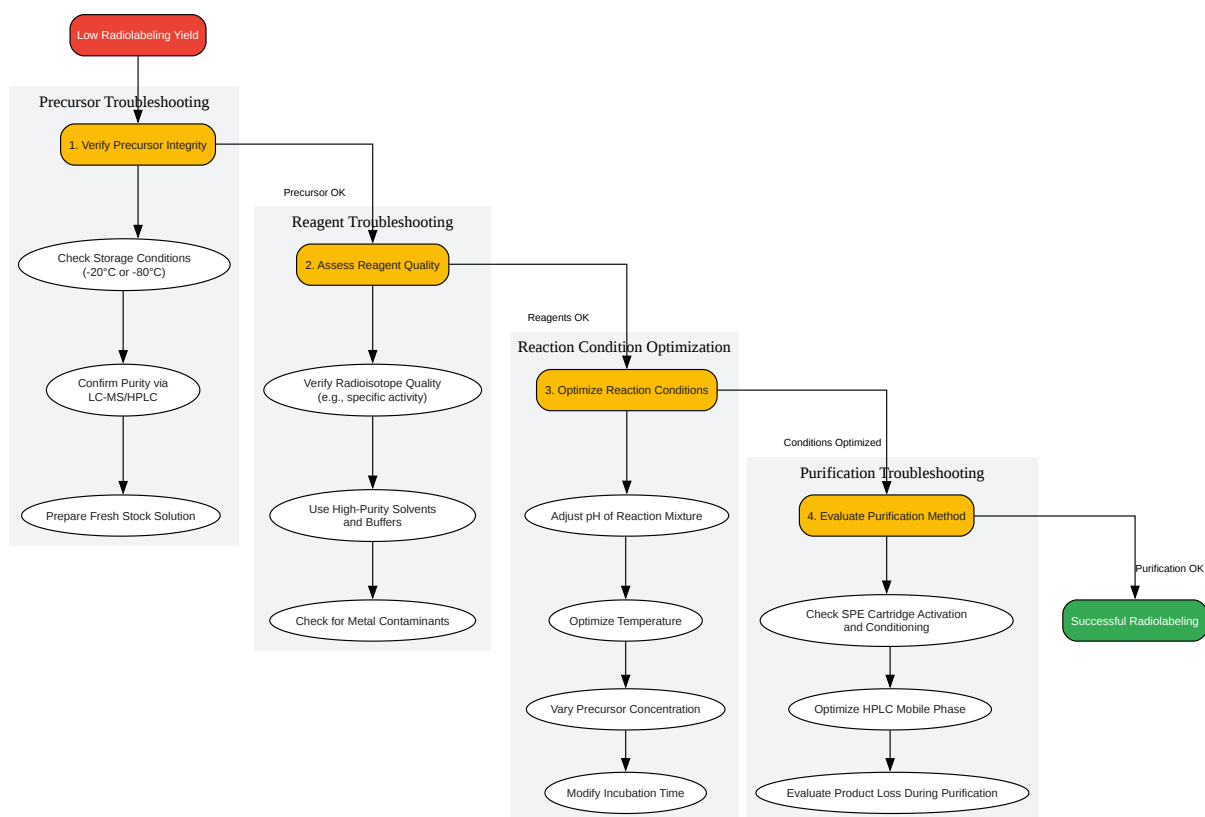 Low Radiolabeling Yield
Precursor Troubleshooting
1. Verify Precursor Integrity
Check Storage Conditions
(-20°C or -80°C)
Confirm Purity via
LC-MS/HPLC
Prepare Fresh Stock Solution
Precursor OK
Reagent Troubleshooting
2. Assess Reagent Quality
Verify Radioisotope Quality
(e.g., specific activity)
Use High-Purity Solvents
and Buffers
Check for Metal Contaminants
Reagents OK
Reaction Condition Optimization
3. Optimize Reaction Conditions
Adjust pH of Reaction Mixture
Optimize Temperature
Vary Precursor Concentration
Modify Incubation Time
Conditions Optimized
Purification Troubleshooting
4. Evaluate Purification Method
Check SPE Cartridge Activation
and Conditioning
Optimize HPLC Mobile Phase
Evaluate Product Loss During Purification
Purification OK
Successful Radiolabeling